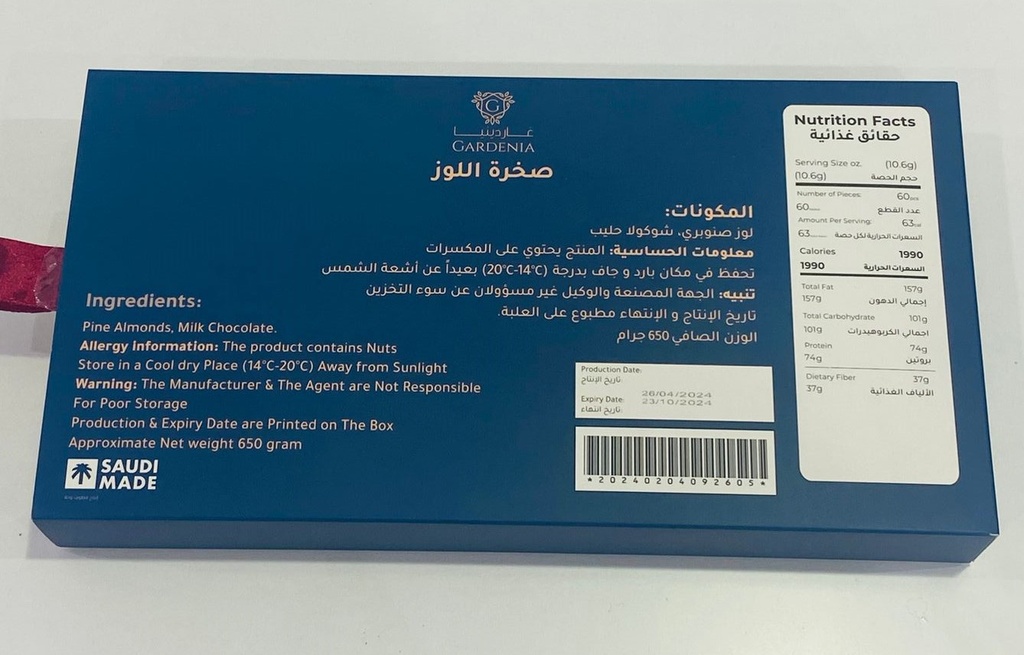 غاردينيا
GARDENIA
صخرة اللوز
المكونات:
لوز صنوبري، شوكولا حليب
معلومات الحساسية: المنتج يحتوي على المكسرات
تحفظ في مكان بارد و جاف بدرجة (14°C-20°C) بعيداً عن أشعة الشمس
تنبيه: الجهة المصنعة والوكيل غير مسؤولان عن سوء التخزين
تاريخ الإنتاج و الإنتهاء مطبوع على العلبة.
الوزن الصافي 650 جرام
Ingredients:
Pine Almonds, Milk Chocolate.
Allergy Information: The product contains Nuts
Store in a Cool dry Place (14°C-20°C) Away from Sunlight
Warning: The Manufacturer & The Agent are Not Responsible
For Poor Storage
Production & Expiry Date are Printed on The Box
Approximate Net weight 650 gram
SAUDI
MADE
Production Date:
تاريخ الإنتاج:
26/04/2024
Expiry Date:
23/10/2024
تاريخ انتهاء:
*20240204092605*
Nutrition Facts
حقائق غذائية
Serving Size oz. (10.6g)
(10.6g) حجم الحصة
Number of Pieces: 60pcs
60 عدد القطع
Amount Per Serving: 63cal
63 السعرات الحرارية لكل حصة
Calories 1990
1990 السعرات الحرارية
Total Fat 157g
157g إجمالي الدهون
Total Carbohydrate 101g
101g اجمالي الكربوهيدرات
Protein 74g
74g بروتين
Dietary Fiber 37g
37g الألياف الغذائية